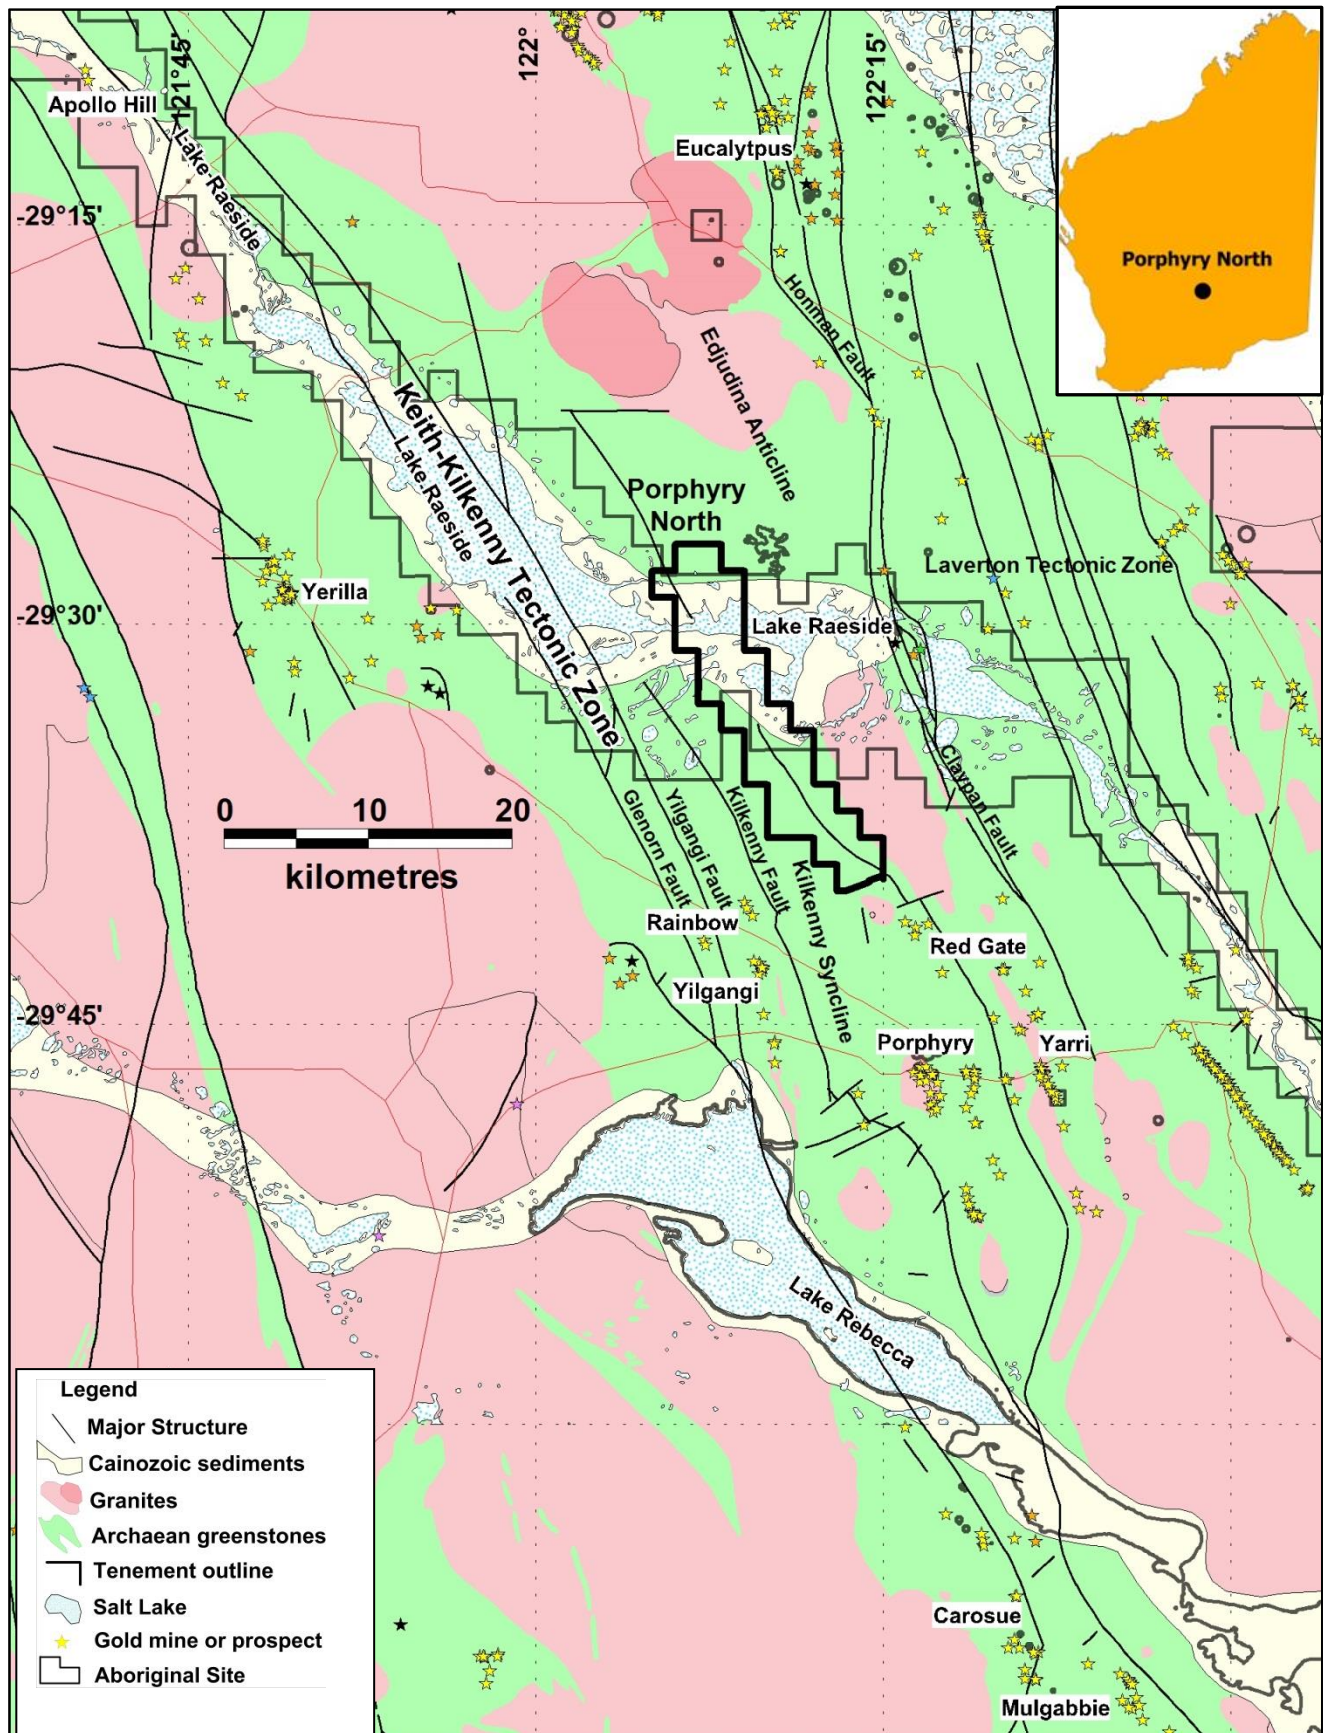 121°45'
122°
122°15'
Apollo Hill
Lake Raeside
Eucalytpus
Porphyry North
-29°15'
Honman Fault
Edjudina Anticline
Keith-Kilkenny Tectonic Zone
Lake Raeside
Porphyry
North
Laverton Tectonic Zone
Yerilla
-29°30'
Lake Raeside
0 10 20
kilometres
Glenorn Fault
Yilgangi Fault
Kilkenny Fault
Kilkenny Syncline
Claypan Fault
Rainbow
Red Gate
Yilgangi
-29°45'
Porphyry
Yarri
Lake Rebecca
Legend
Major Structure
Cainozoic sediments
Granites
Archaean greenstones
Tenement outline
Salt Lake
Gold mine or prospect
Aboriginal Site
Carosue
Mulgabbie